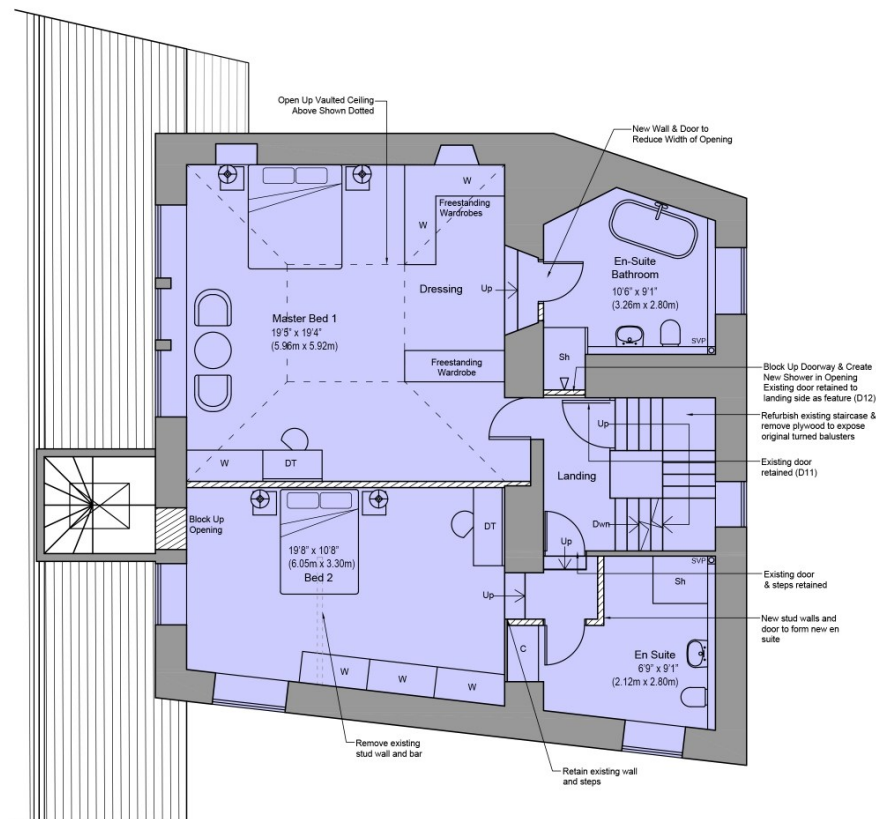 Open Up Vaulted Ceiling
Above Shown Dotted
New Wall & Door to
Reduce Width of Opening
W
Freestanding
Wardrobes
W
Dressing
Up
En-Suite
Bathroom
10'6" x 9'1"
(3.26m x 2.80m)
Master Bed 1
19'5" x 19'4"
(5.96m x 5.92m)
SVP
Sh
Freestanding
Wardrobe
Block Up Doorway & Create
New Shower in Opening
Existing door retained to
landing side as feature (D12)
Refurbish existing staircase &
remove plywood to expose
original turned balusters
Up
Existing door
retained (D11)
W
DT
Landing
Block Up
Opening
DT
Dwn
19'8" x 10'8"
(6.05m x 3.30m)
Bed 2
Up
Up
SVP
Sh
Existing door
& steps retained
New stud walls and
door to form new en
suite
C
En Suite
6'9" x 9'1"
(2.12m x 2.80m)
W
W
W
Remove existing
stud wall and bar
Retain existing wall
and steps